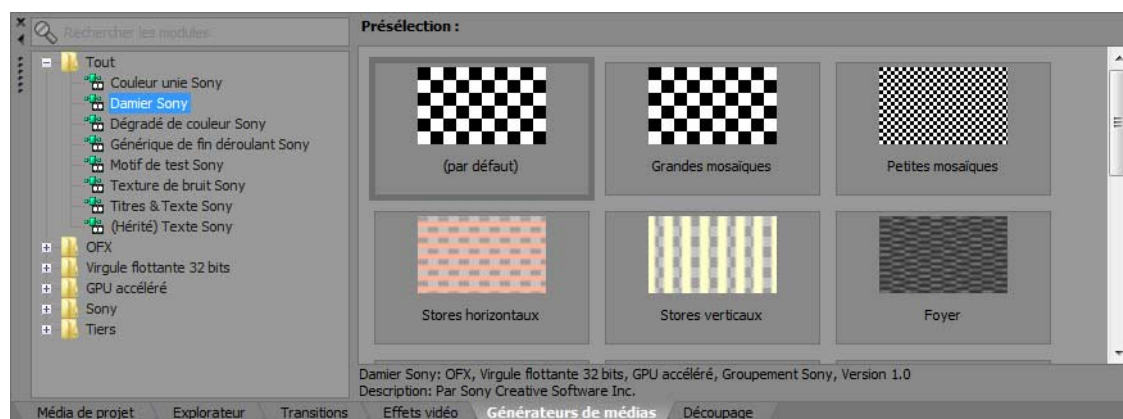 Rechercher les modules
Tout
Couleur unie Sony
Damier Sony
Dégradé de couleur Sony
Générique de fin déroulant Sony
Motif de test Sony
Texture de bruit Sony
Titres & Texte Sony
(Hérité) Texte Sony
OFX
Virgule flottante 32 bits
GPU accéléré
Sony
Tiers
Présélection :
(par défaut)
Grandes mosaïques
Petites mosaïques
Stores horizontaux
Stores verticaux
Foyer
Damier Sony: OFX, Virgule flottante 32 bits, GPU accéléré, Groupement Sony, Version 1.0
Description: Par Sony Creative Software Inc.
Média de projet
Explorateur
Transitions
Effets vidéo
Générateurs de médias
Découpage